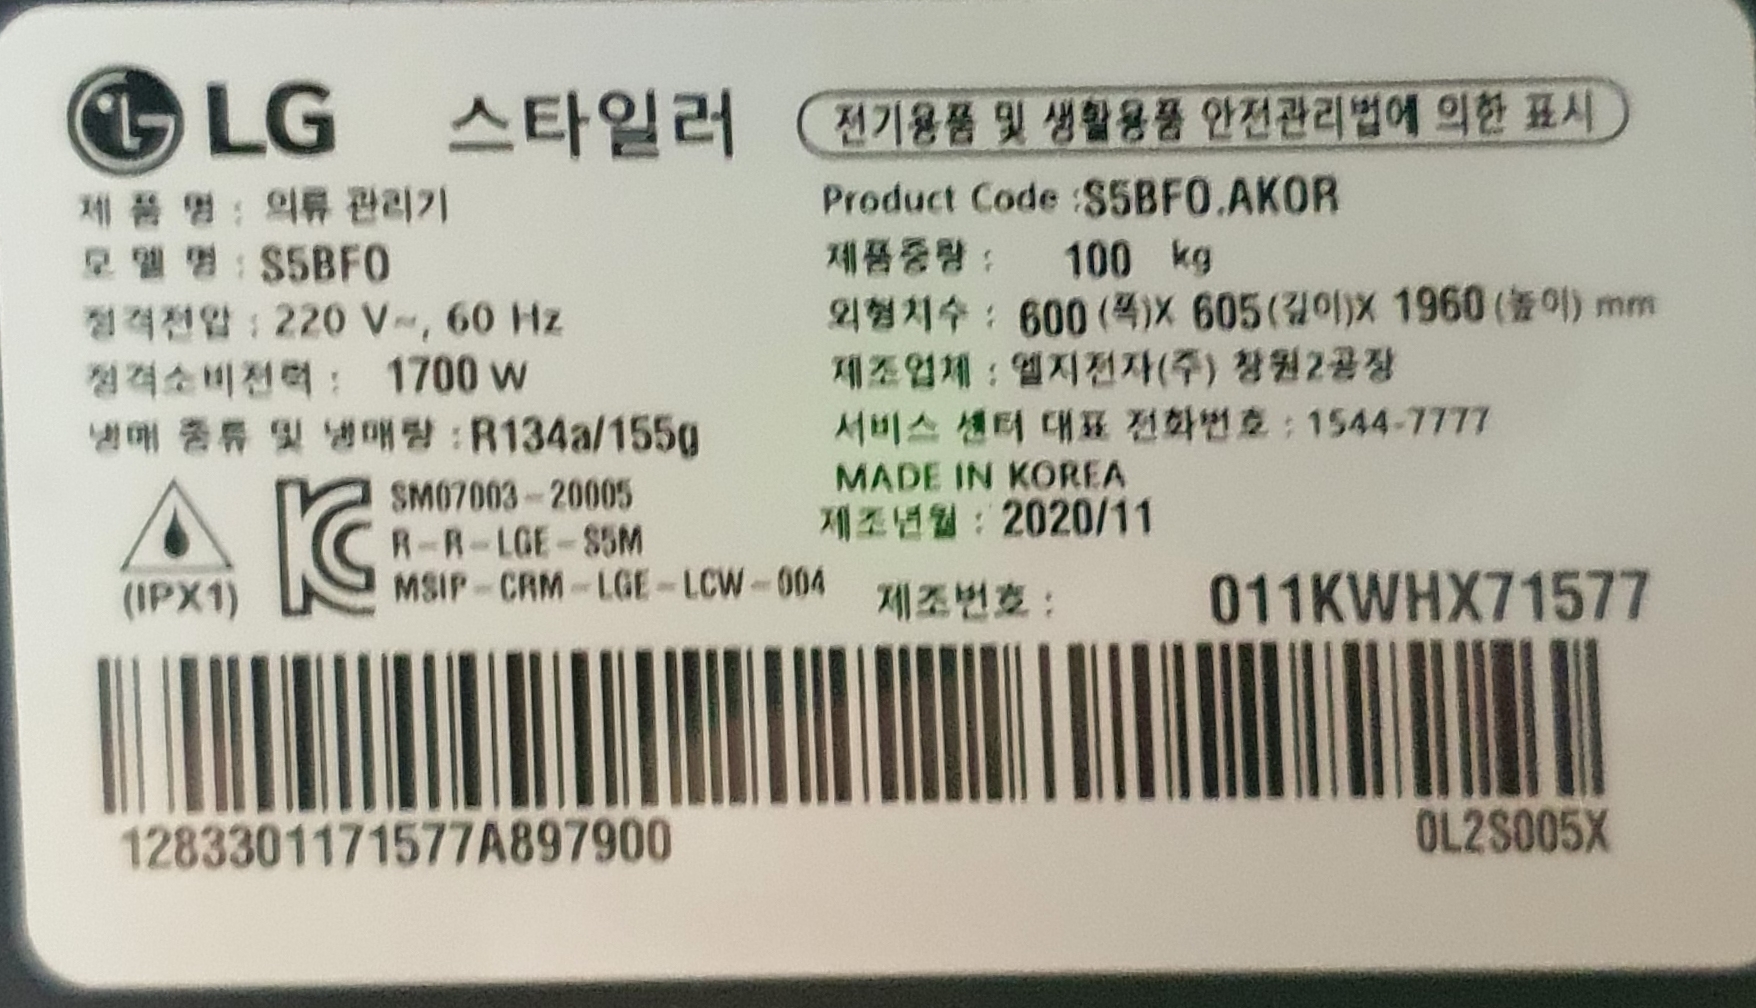 LG 스타일러
전기용품 및 생활용품 안전관리법에 의한 표시
제 품 명 : 의류 관리기
모 델 명 : S5BFO
정격전압 : 220 V~, 60 Hz
정격소비전력 : 1700 W
냉매 종류 및 냉매량 : R134a/155g
(IPX1)
SM07003-20005
R-R-LGE-S5M
MSIP-CRM-LGE-LCW-004
Product Code :S5BFO.AKOR
제품중량 : 100 kg
외형치수 : 600 (폭)X 605(깊이)X 1960 (높이) mm
제조업체 : 엘지전자(주) 창원2공장
서비스 센터 대표 전화번호 : 1544-7777
MADE IN KOREA
제조년월 : 2020/11
제조번호 : 011KWHX71577
1283301171577A897900
0L2S005X